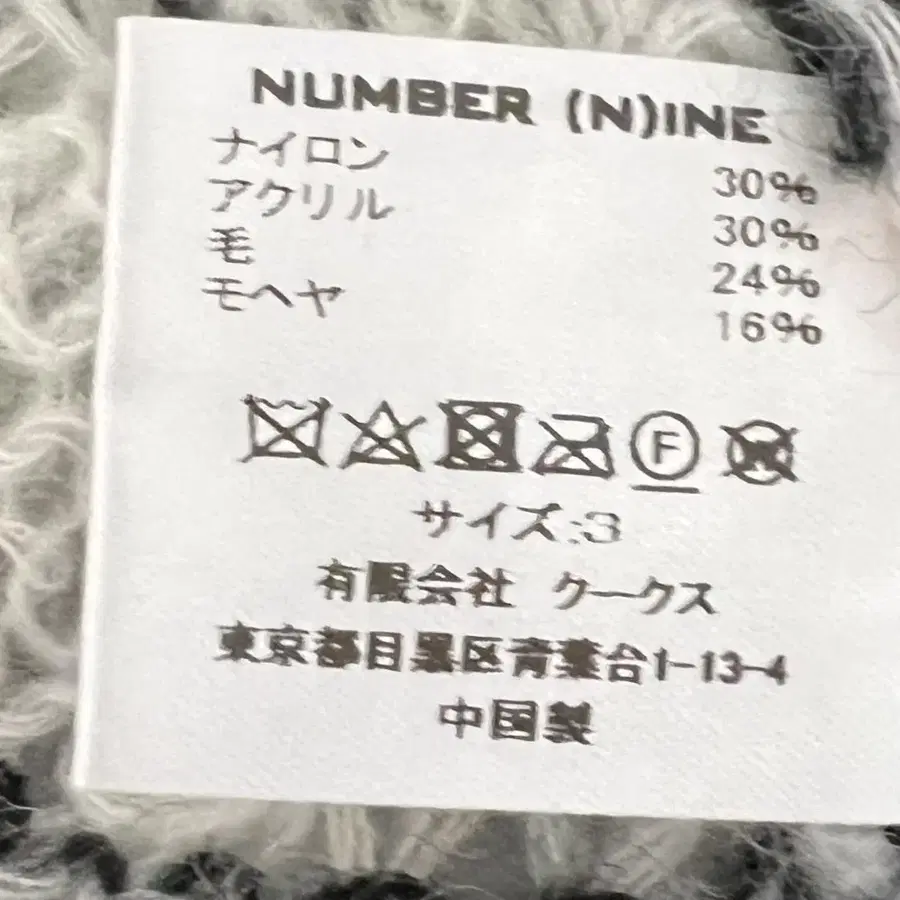 NUMBER (N)INE
ナイロン 30%
アクリル 30%
毛 24%
モヘヤ 16%
F
サイズ:3
有限会社 クークス
東京都目黒区青葉台1-13-4
中国製